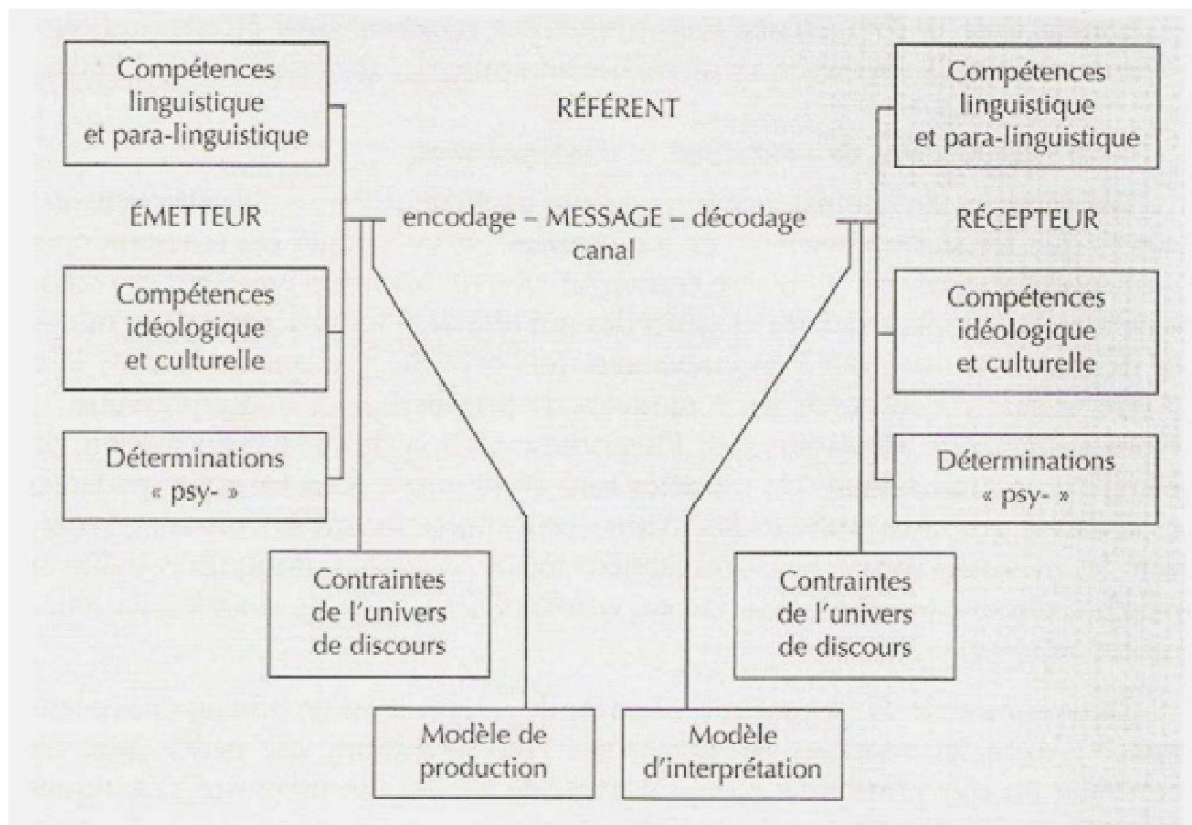 Compétences
linguistique
et para-linguistique
RÉFÉRENT
Compétences
linguistique
et para-linguistique
ÉMETTEUR
encodage – MESSAGE – décodage
canal
RÉCEPTEUR
Compétences
idéologique
et culturelle
Compétences
idéologique
et culturelle
Déterminations
« psy- »
Déterminations
« psy- »
Contraintes
de l'univers
de discours
Contraintes
de l'univers
de discours
Modèle de
production
Modèle
d'interprétation